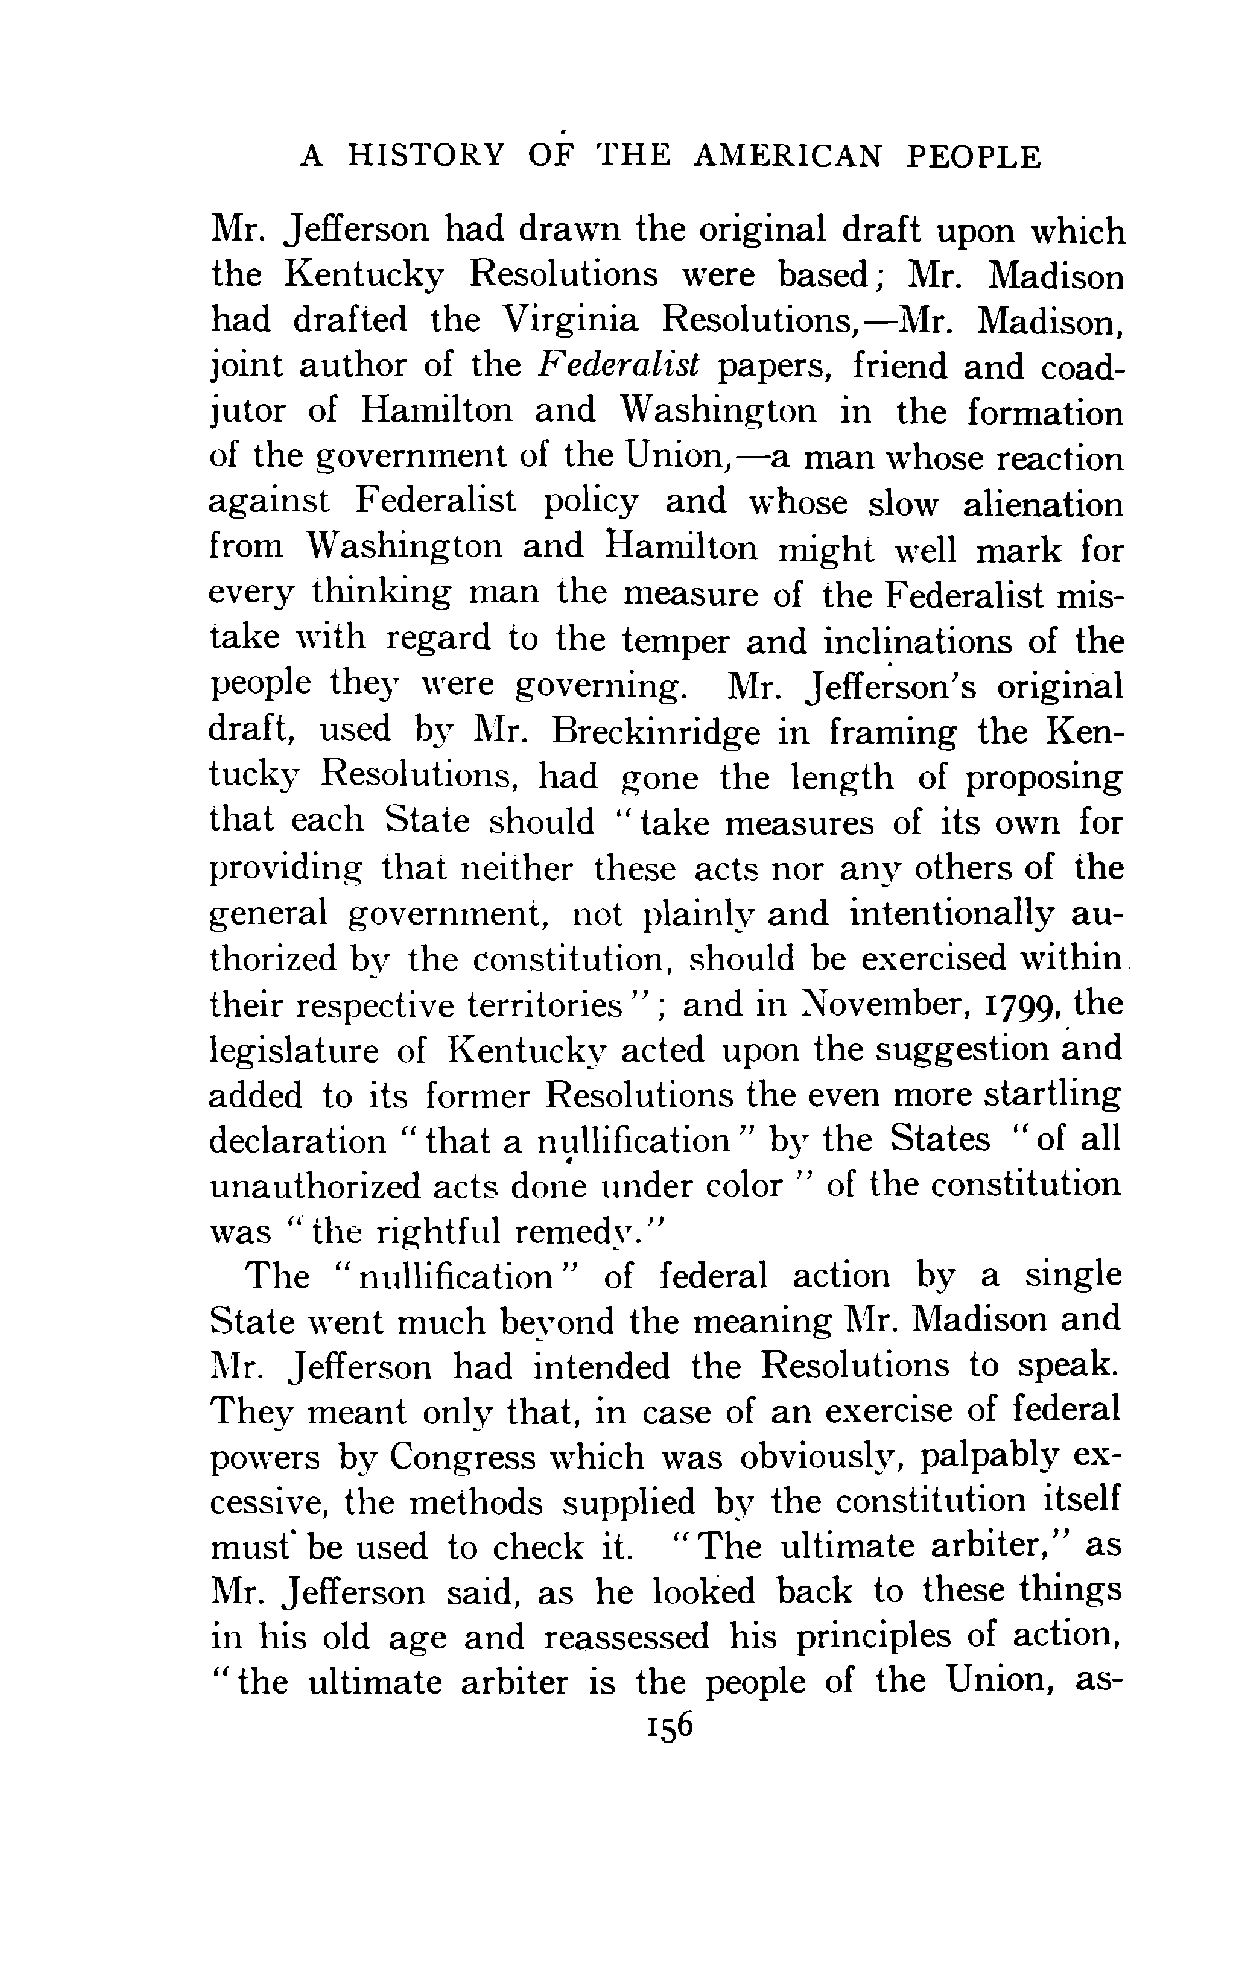 A HISTORY OF THE AMERICAN PEOPLE
Mr. Jefferson had drawn the original draft upon which
the Kentucky Resolutions were based; Mr. Madison
had drafted the Virginia Resolutions,—Mr. Madison,
joint author of the Federalist papers, friend and coad-
jutor of Hamilton and Washington in the formation
of the government of the Union,—a man whose reaction
against Federalist policy and whose slow alienation
from Washington and Hamilton might well mark for
every thinking man the measure of the Federalist mis-
take with regard to the temper and inclinations of the
people they were governing. Mr. Jefferson's original
draft, used by Mr. Breckinridge in framing the Ken-
tucky Resolutions, had gone the length of proposing
that each State should "take measures of its own for
providing that neither these acts nor any others of the
general government, not plainly and intentionally au-
thorized by the constitution, should be exercised within
their respective territories"; and in November, 1799, the
legislature of Kentucky acted upon the suggestion and
added to its former Resolutions the even more startling
declaration "that a nullification" by the States "of all
unauthorized acts done under color" of the constitution
was "the rightful remedy."
The "nullification" of federal action by a single
State went much beyond the meaning Mr. Madison and
Mr. Jefferson had intended the Resolutions to speak.
They meant only that, in case of an exercise of federal
powers by Congress which was obviously, palpably ex-
cessive, the methods supplied by the constitution itself
must be used to check it. "The ultimate arbiter," as
Mr. Jefferson said, as he looked back to these things
in his old age and reassessed his principles of action,
"the ultimate arbiter is the people of the Union, as-
156